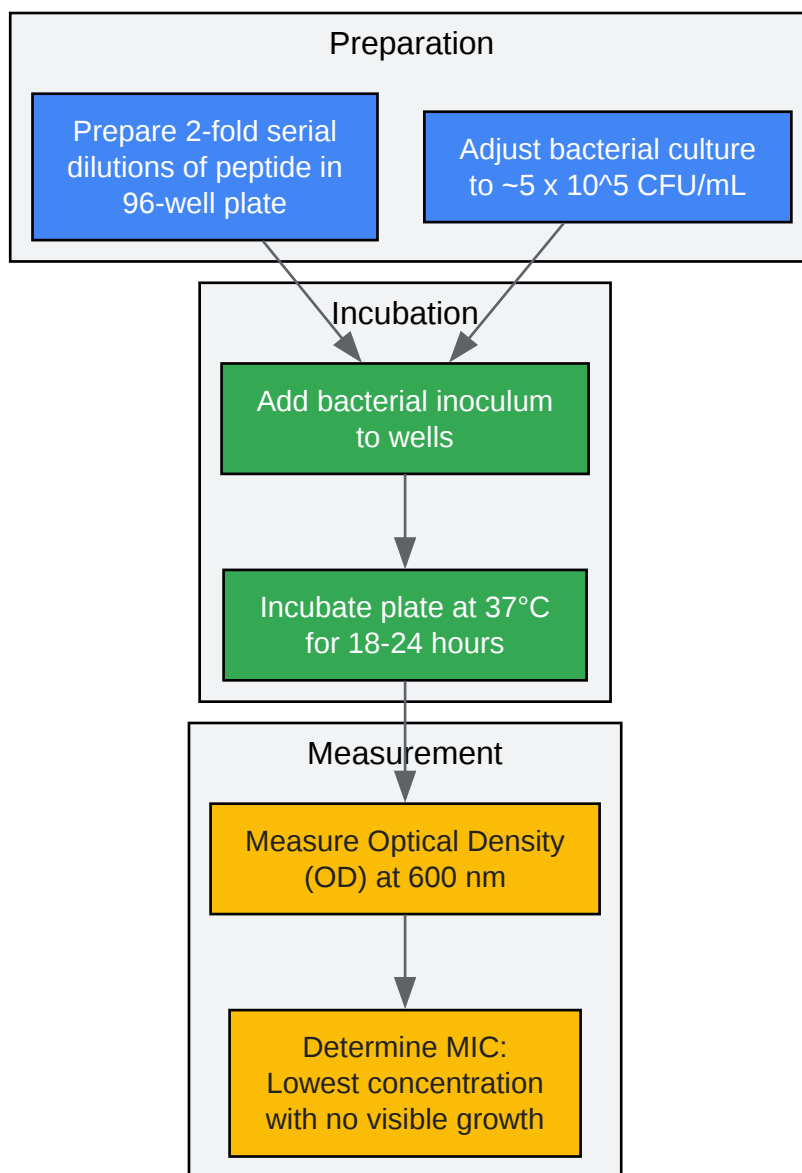 Preparation
Prepare 2-fold serial
dilutions of peptide in
96-well plate
Adjust bacterial culture
to ~5 x 10^5 CFU/mL
Incubation
Add bacterial inoculum
to wells
Incubate plate at 37°C
for 18-24 hours
Measurement
Measure Optical Density
(OD) at 600 nm
Determine MIC:
Lowest concentration
with no visible growth